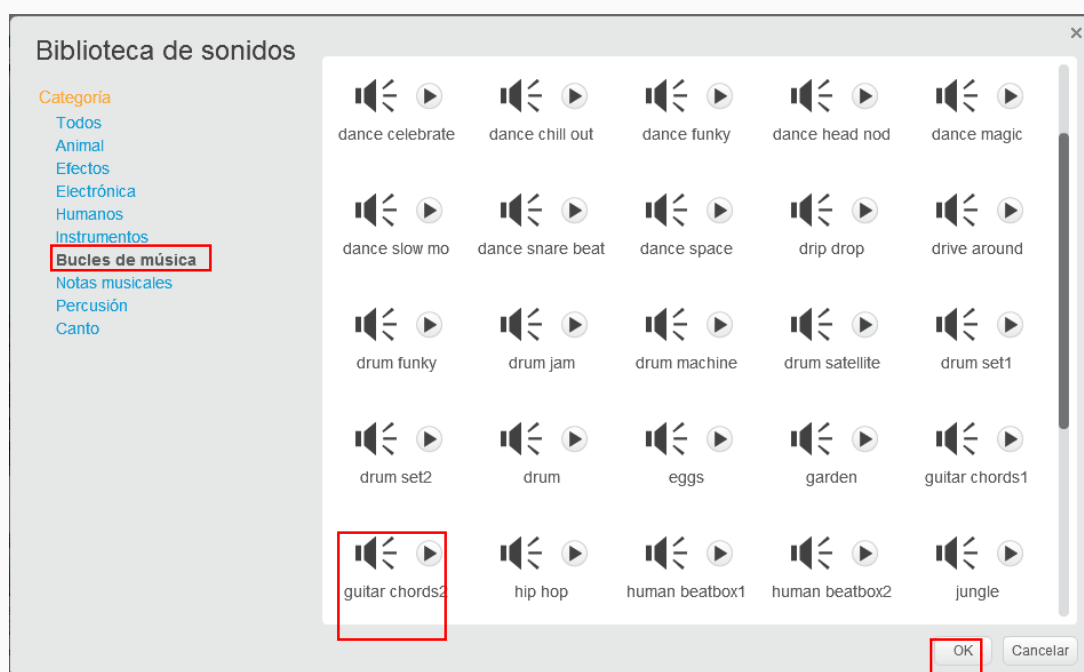 ×
Biblioteca de sonidos
Categoría
Todos
Animal
Efectos
Electrónica
Humanos
Instrumentos
Bucles de música
Notas musicales
Percusión
Canto
dance celebrate dance chill out dance funky dance head nod dance magic
dance slow mo dance snare beat dance space drip drop drive around
drum funky drum jam drum machine drum satellite drum set1
drum set2 drum eggs garden guitar chords1
guitar chords2 hip hop human beatbox1 human beatbox2 jungle
OK Cancelar